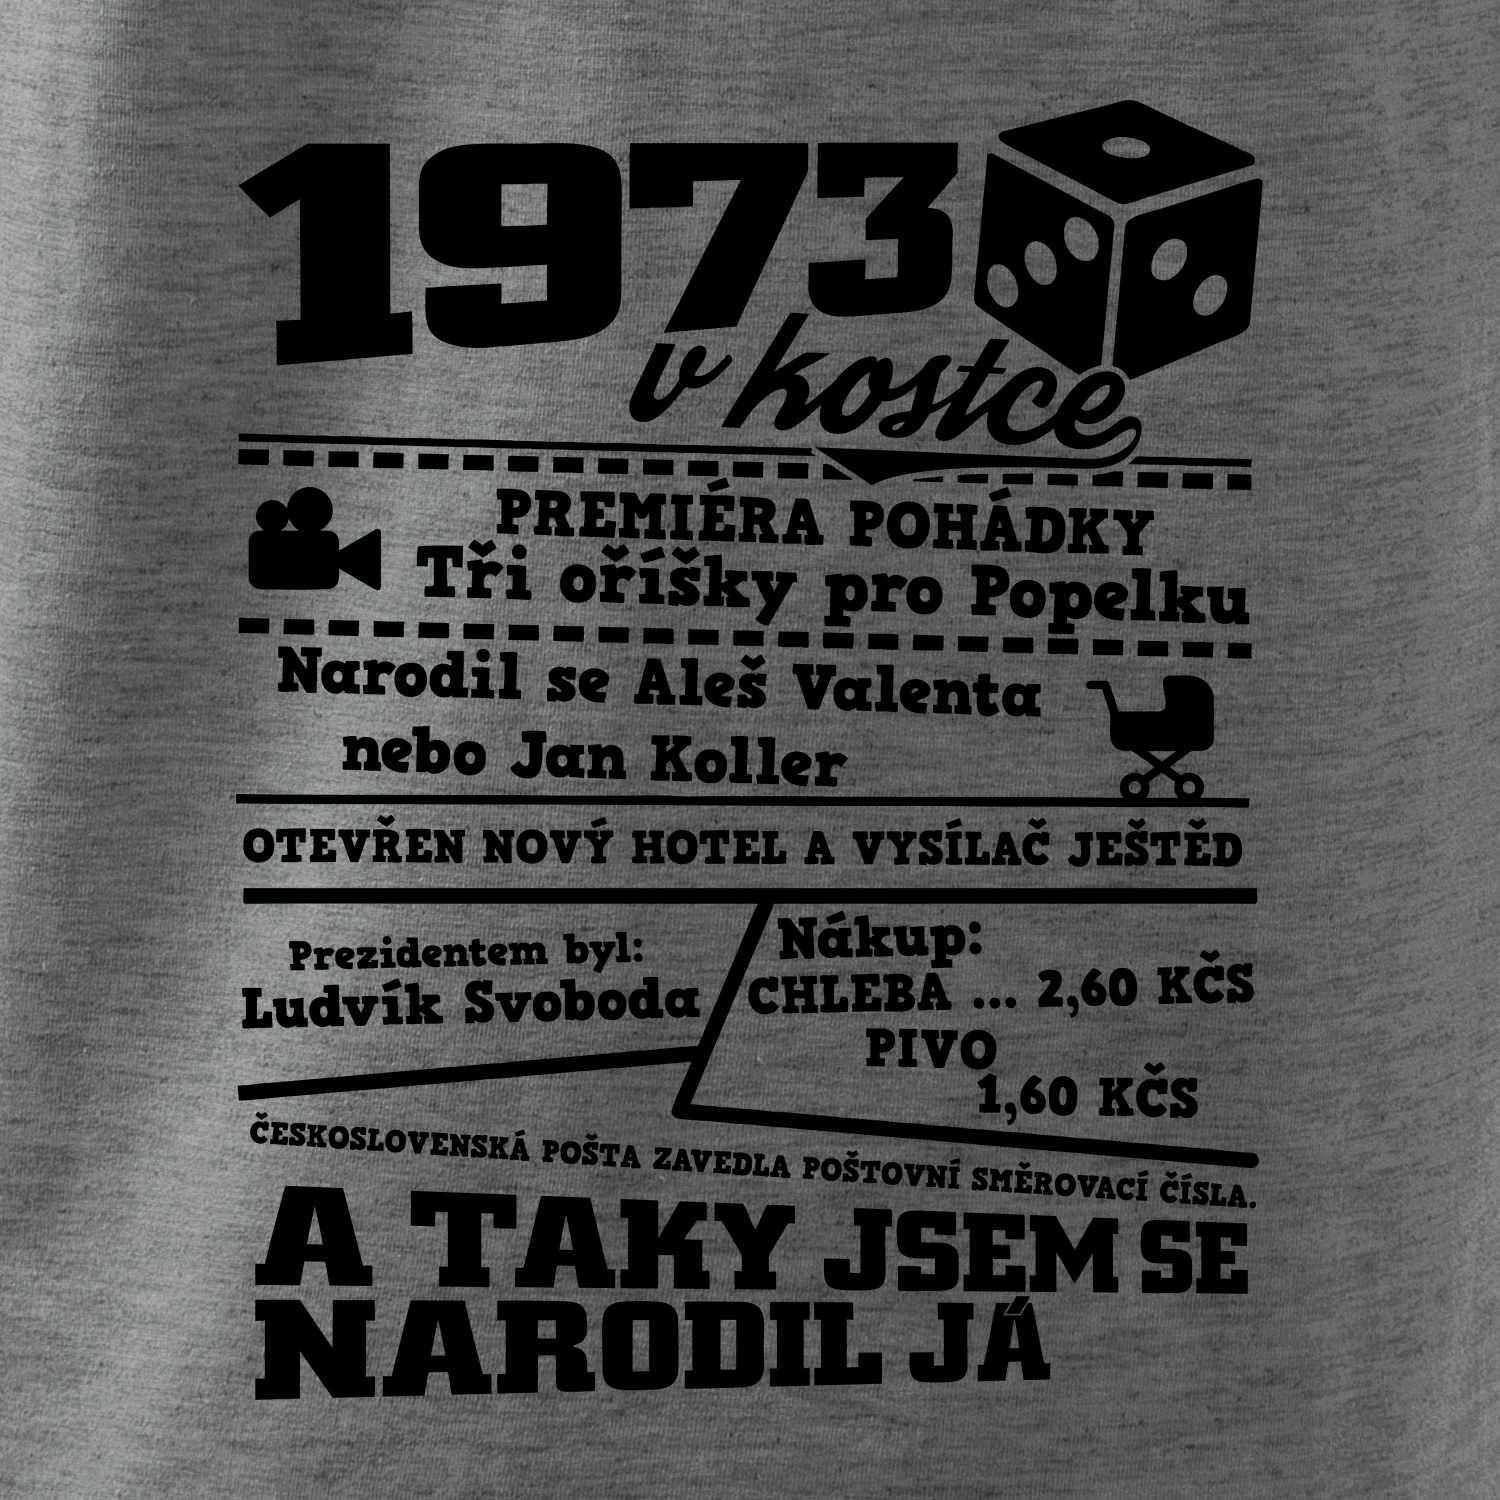 1973
v kostce
PREMIÉRA POHÁDKY
Tři oříšky pro Popelku
Narodil se Aleš Valenta
nebo Jan Koller
OTEVŘEN NOVÝ HOTEL A VYSÍLAČ JEŠTĚD
Prezidentem byl:
Ludvík Svoboda
Nákup:
CHLEBA ... 2,60 KČS
PIVO
1,60 KČS
ČESKOSLOVENSKÁ POŠTA ZAVEDLA POŠTOVNÍ SMĚROVACÍ ČÍSLA.
A TAKY JSEM SE
NARODIL JÁ